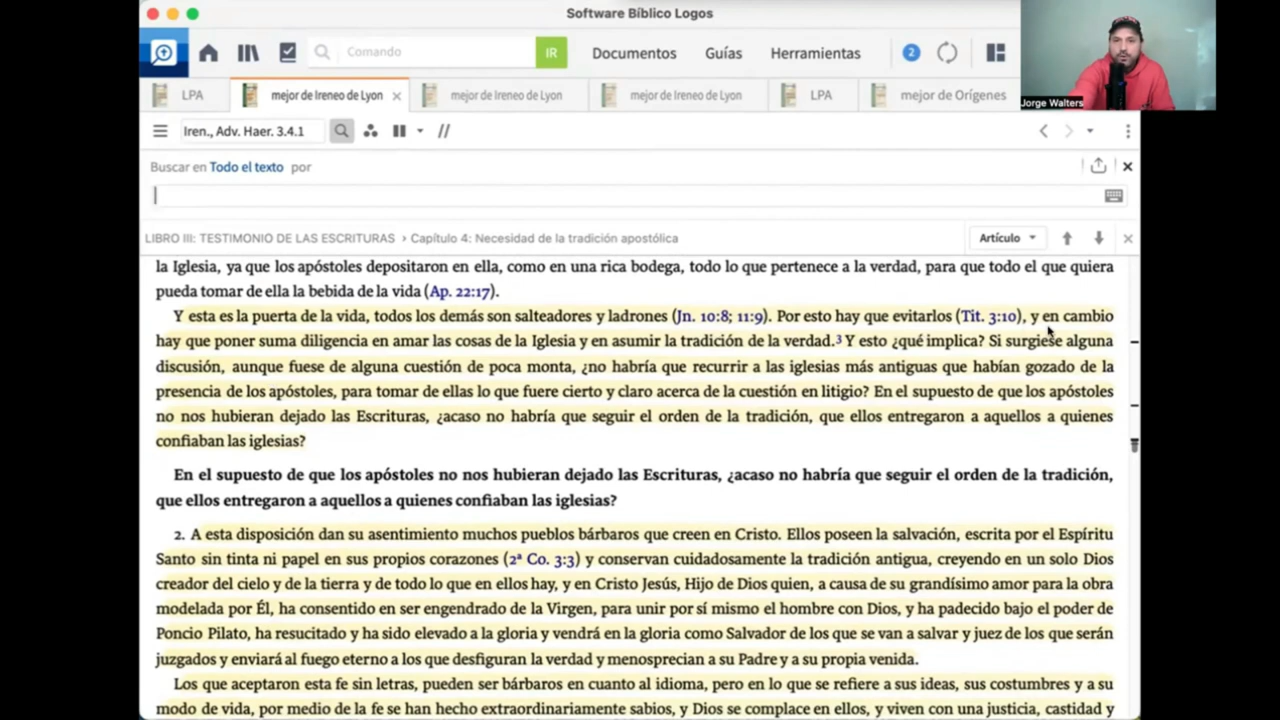 Software Bíblico Logos
Comando
IR
Documentos
Guías
Herramientas
2
Jorge Walters
LPA
mejor de Ireneo de Lyon
mejor de Ireneo de Lyon
mejor de Ireneo de Lyon
LPA
mejor de Orígenes
Iren., Adv. Haer. 3.4.1
Buscar en Todo el texto por
LIBRO III: TESTIMONIO DE LAS ESCRITURAS › Capítulo 4: Necesidad de la tradición apostólica
Artículo
la Iglesia, ya que los apóstoles depositaron en ella, como en una rica bodega, todo lo que pertenece a la verdad, para que todo el que quiera
pueda tomar de ella la bebida de la vida (Ap. 22:17).
Y esta es la puerta de la vida, todos los demás son salteadores y ladrones (Jn. 10:8; 11:9). Por esto hay que evitarlos (Tit. 3:10), y en cambio
hay que poner suma diligencia en amar las cosas de la Iglesia y en asumir la tradición de la verdad.³ Y esto ¿qué implica? Si surgiese alguna
discusión, aunque fuese de alguna cuestión de poca monta, ¿no habría que recurrir a las iglesias más antiguas que habían gozado de la
presencia de los apóstoles, para tomar de ellas lo que fuere cierto y claro acerca de la cuestión en litigio? En el supuesto de que los apóstoles
no nos hubieran dejado las Escrituras, ¿acaso no habría que seguir el orden de la tradición, que ellos entregaron a aquellos a quienes
confiaban las iglesias?
En el supuesto de que los apóstoles no nos hubieran dejado las Escrituras, ¿acaso no habría que seguir el orden de la tradición,
que ellos entregaron a aquellos a quienes confiaban las iglesias?
2. A esta disposición dan su asentimiento muchos pueblos bárbaros que creen en Cristo. Ellos poseen la salvación, escrita por el Espíritu
Santo sin tinta ni papel en sus propios corazones (2ª Co. 3:3) y conservan cuidadosamente la tradición antigua, creyendo en un solo Dios
creador del cielo y de la tierra y de todo lo que en ellos hay, y en Cristo Jesús, Hijo de Dios quien, a causa de su grandísimo amor para la obra
modelada por Él, ha consentido en ser engendrado de la Virgen, para unir por sí mismo el hombre con Dios, y ha padecido bajo el poder de
Poncio Pilato, ha resucitado y ha sido elevado a la gloria y vendrá en la gloria como Salvador de los que se van a salvar y juez de los que serán
juzgados y enviará al fuego eterno a los que desfiguran la verdad y menosprecian a su Padre y a su propia venida.
Los que aceptaron esta fe sin letras, pueden ser bárbaros en cuanto al idioma, pero en lo que se refiere a sus ideas, sus costumbres y a su
modo de vida, por medio de la fe se han hecho extraordinariamente sabios, y Dios se complace en ellos, y viven con una justicia, castidad y